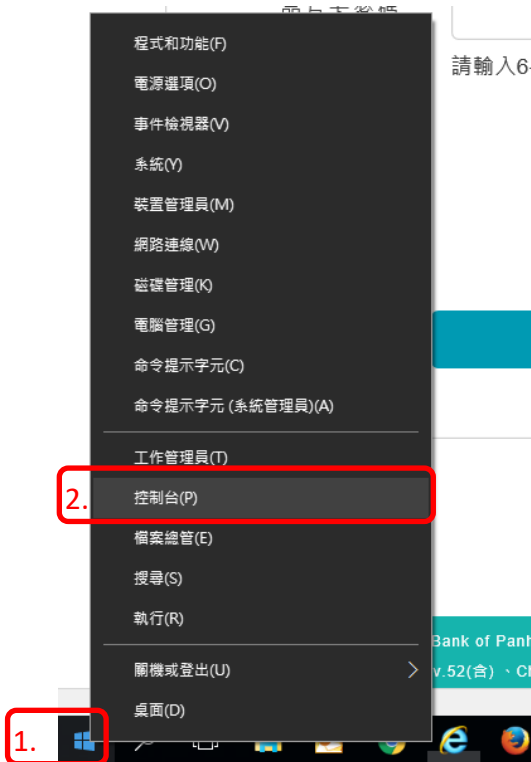 程式和功能(F)
請輸入6
電源選項(O)
事件檢視器(V)
系統(Y)
裝置管理員(M)
網路連線(W)
磁碟管理(K)
電腦管理(G)
命令提示字元(C)
命令提示字元 (系統管理員)(A)
工作管理員(T)
2.
控制台(P)
檔案總管(E)
搜尋(S)
執行(R)
Bank of Panh
關機或登出(U)
v.52(含) 、Ch
桌面(D)
1.